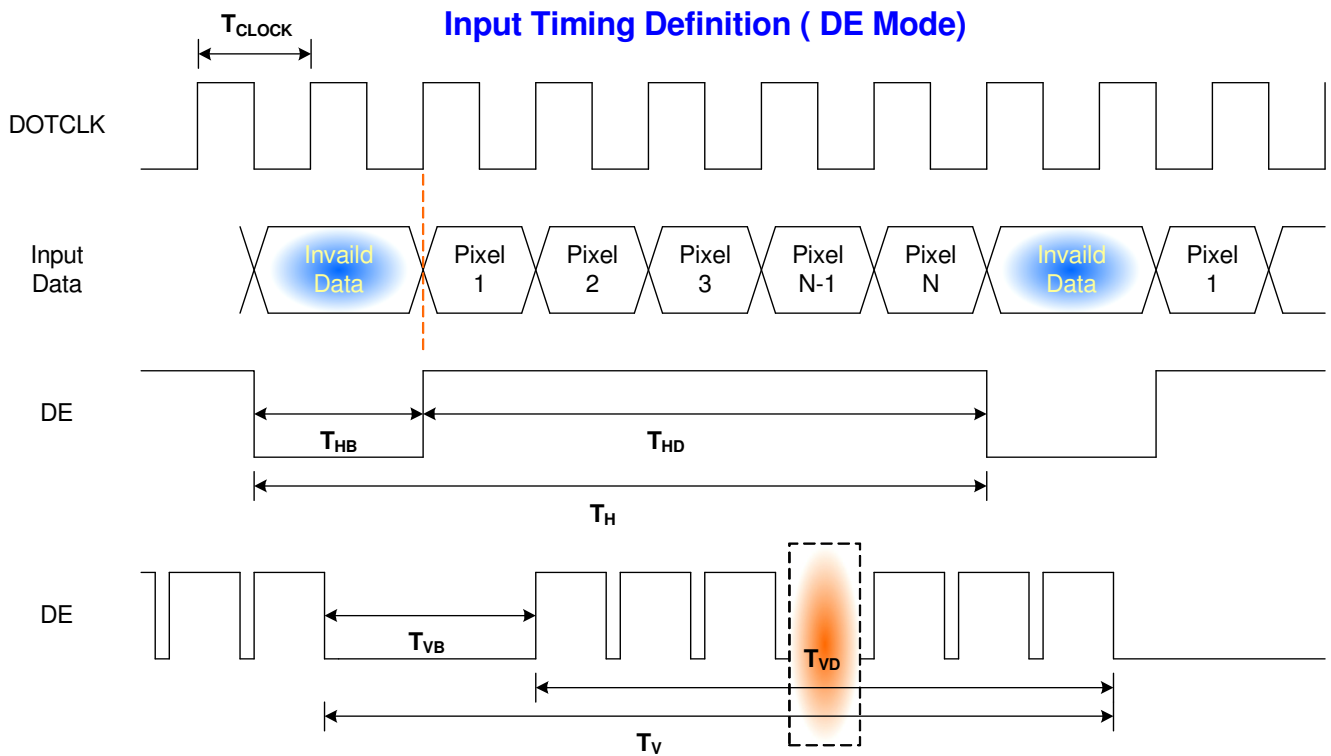 Input Timing Definition ( DE Mode)
TCLOCK
DOTCLK
Input
Data
Invaild
Data
Pixel
1
Pixel
2
Pixel
3
Pixel
N-1
Pixel
N
Invaild
Data
Pixel
1
DE
THB
THD
TH
DE
TVB
TVD
TV